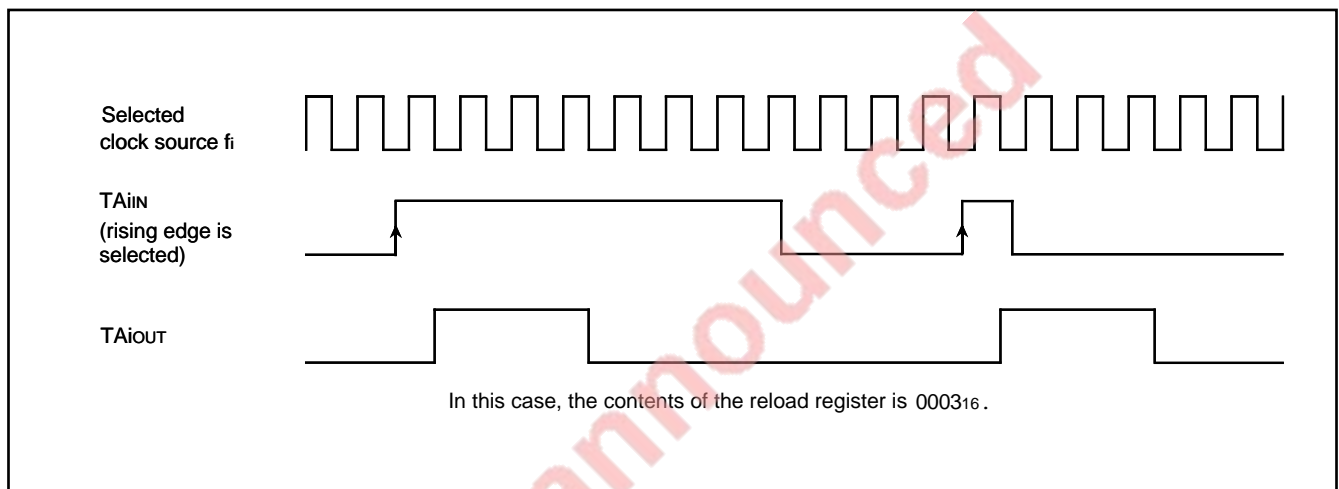 Selected
clock source fi
TAiIN
(rising edge is
selected)
TAiOUT
In this case, the contents of the reload register is 000316.
announced